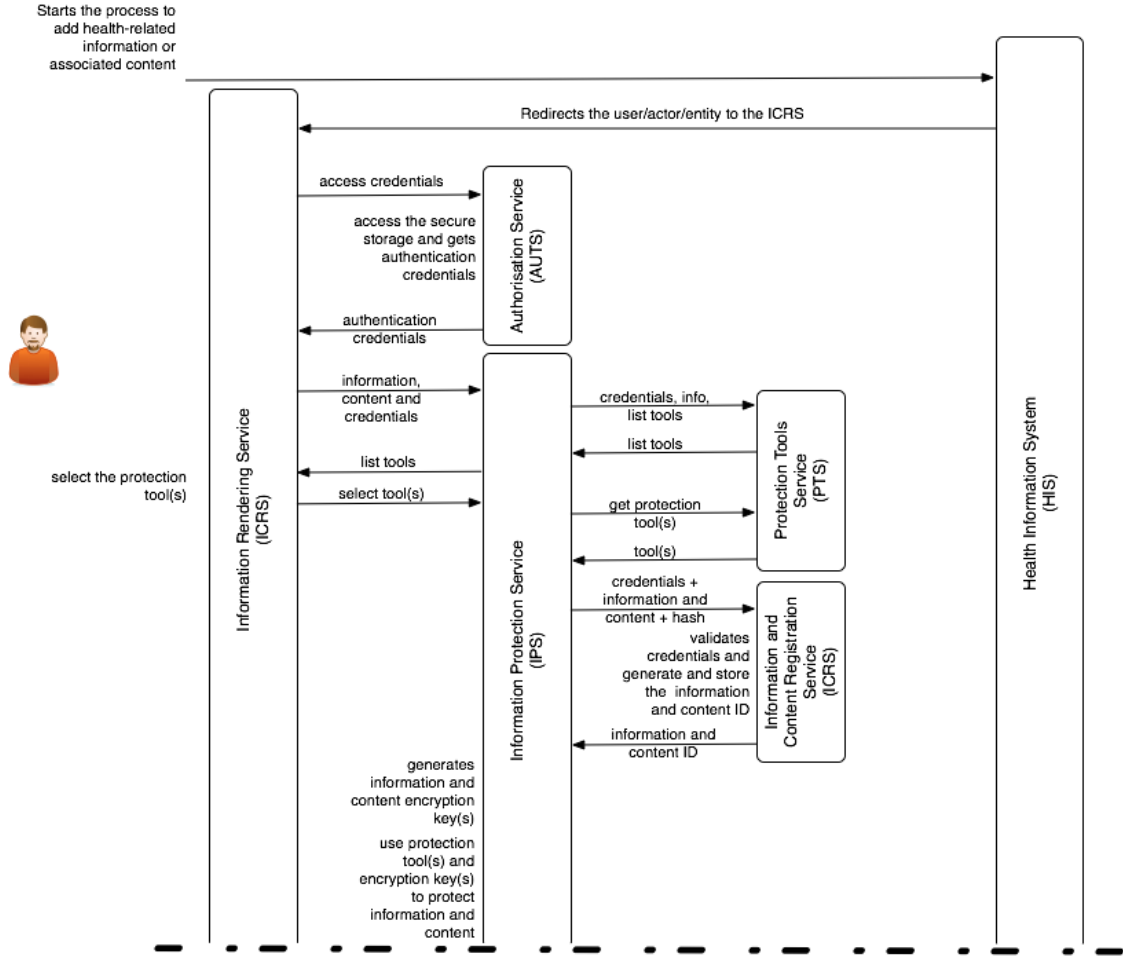 Starts the process to
add health-related
information or
associated content
Redirects the user/actor/entity to the ICRS
access credentials
access the secure
storage and gets
authentication
credentials
authentication
credentials
Authorisation Service
(AUTS)
information,
content and
credentials
credentials, info,
list tools
list tools
list tools
select the protection
tool(s)
select tool(s)
get protection
tool(s)
tool(s)
Protection Tools
Service
(PTS)
Information Rendering Service
(ICRS)
Information Protection Service
(IPS)
Health Information System
(HIS)
credentials +
information and
content + hash
validates
credentials and
generate and store
the information
and content ID
information and
content ID
Information and
Content Registration
Service
(ICRS)
generates
information and
content encryption
key(s)
use protection
tool(s) and
encryption key(s)
to protect
information and
content